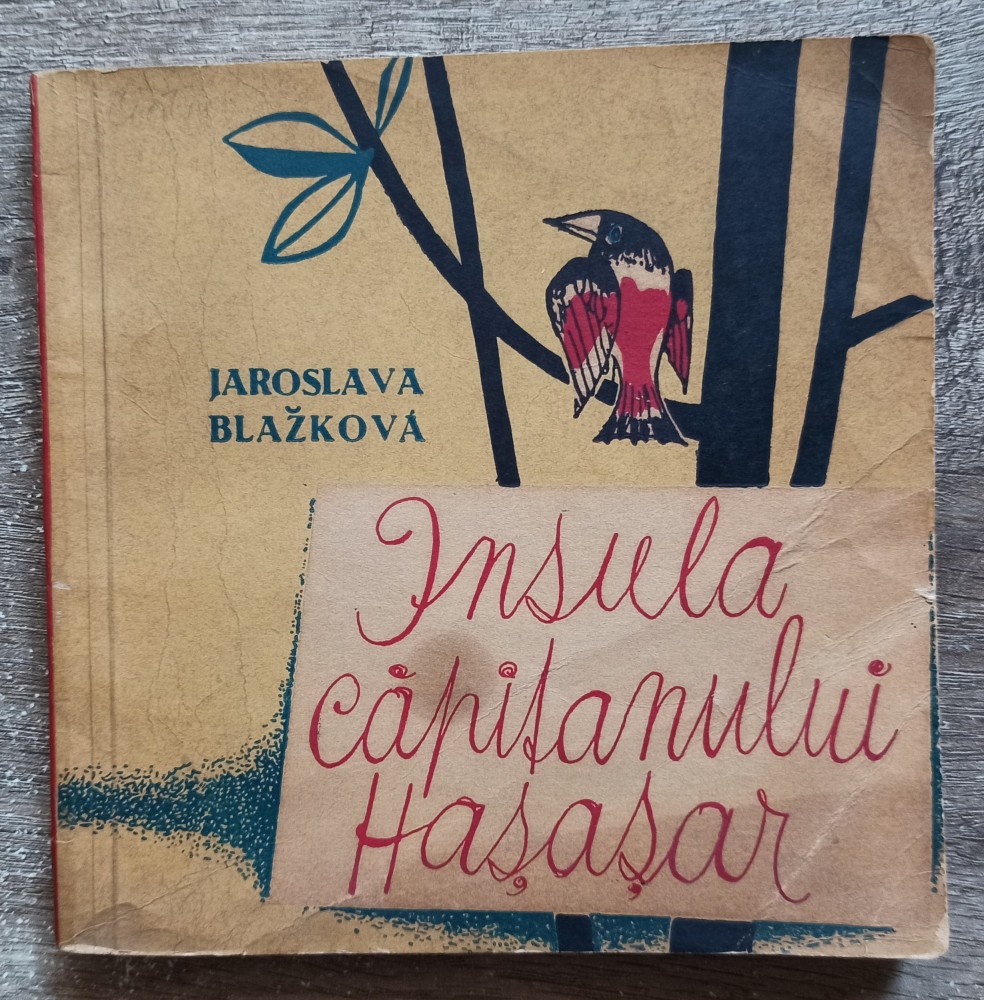 JAROSLAVA
BLAŽKOVÁ
Insula
căpitanului
Hașașar